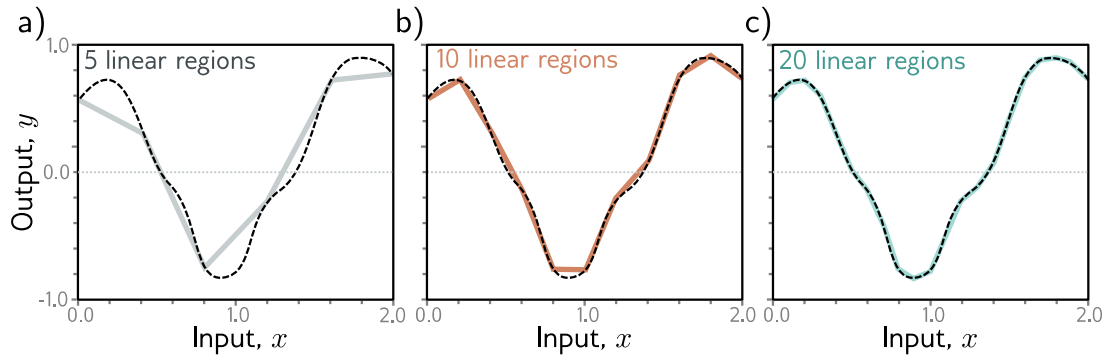 a)
5 linear regions
1.0
0.0
-1.0
Output, y
0.0
1.0
2.0
Input, x
b)
10 linear regions
0.0
1.0
2.0
Input, x
c)
20 linear regions
0.0
1.0
2.0
Input, x